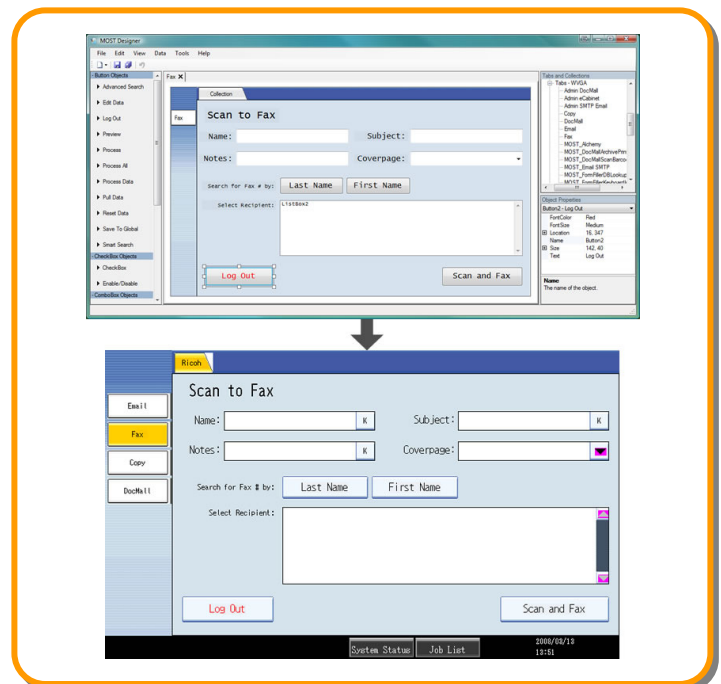 MOST Designer
File Edit View Data Tools Help
Button Objects
Advanced Search
Edit Data
Log Out
Preview
Process
Process All
Process Data
Pull Data
Reset Data
Save To Global
Smart Search
CheckBox Objects
CheckBox
Enable/Disable
ComboBox Objects
Fax X
Collection
Fax
Scan to Fax
Name: Subject:
Notes: Coverpage:
Search for Fax # by: Last Name First Name
Select Recipient: ListBox2
Log Out Scan and Fax
Tabs and Collections
Tabs - WVGA
Admin DocMall
Admin eCabinet
Admin SMTP Email
Copy
DocMall
Email
Fax
MOST_Alchemy
MOST_DocMallArchivePers
MOST_DocMallScanBarco
MOST_Email SMTP
MOST_FormFillerDBLookup
MOST_FormFillerKeyboardI
Object Properties
Button2 - Log Out
FontColor Red
FontSize Medium
Location 16, 347
Name Button2
Size 142, 40
Text Log Out
Name
The name of the object.
Ricoh
Email
Fax
Copy
DocMall
Scan to Fax
Name: K Subject: K
Notes: K Coverpage:
Search for Fax # by: Last Name First Name
Select Recipient:
Log Out Scan and Fax
System Status Job List
2008/03/13
13:51